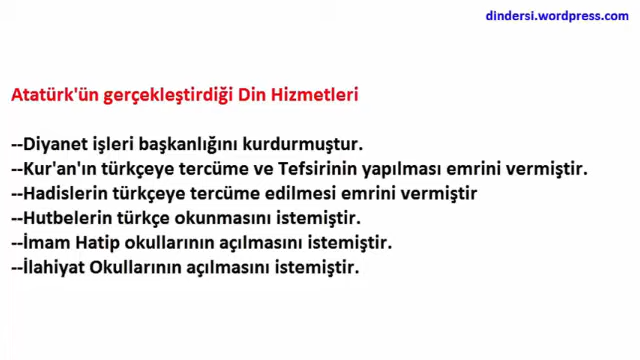 dindersi.wordpress.com
Atatürk'ün gerçekleştirdiği Din Hizmetleri
--Diyanet işleri başkanlığını kurdurmuştur.
--Kur'an'ın türkçeye tercüme ve Tefsirinin yapılması emrini vermiştir.
--Hadislerin türkçeye tercüme edilmesi emrini vermiştir
--Hutbelerin türkçe okunmasını istemiştir.
--İmam Hatip okullarının açılmasını istemiştir.
--İlahiyat Okullarının açılmasını istemiştir.